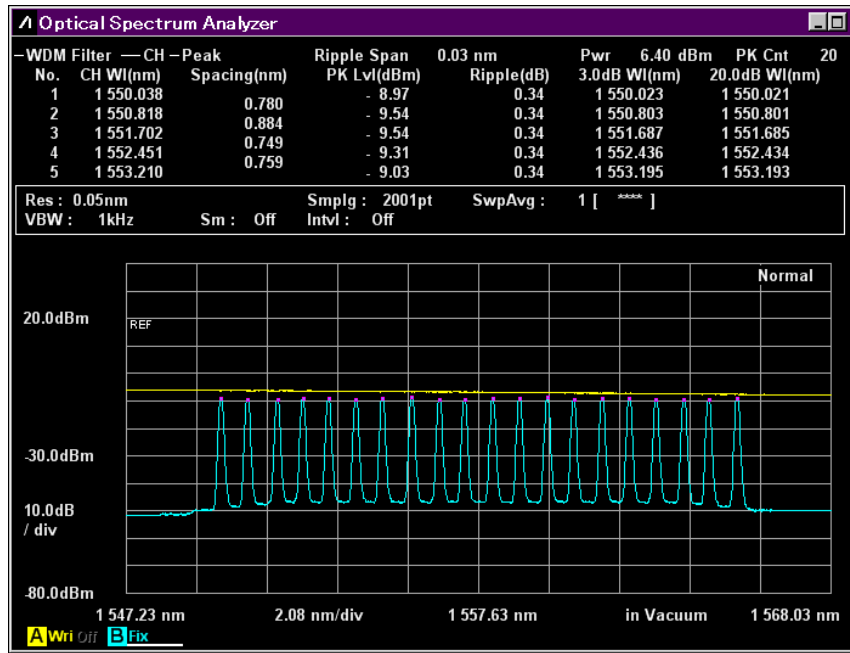 Optical Spectrum Analyzer
WDM Filter — CH – Peak Ripple Span 0.03 nm Pwr 6.40 dBm PK Cnt 20
No. CH Wl(nm) Spacing(nm) PK Lvl(dBm) Ripple(dB) 3.0dB Wl(nm) 20.0dB Wl(nm)
1 1 550.038 - 8.97 0.34 1 550.023 1 550.021
0.780
2 1 550.818 - 9.54 0.34 1 550.803 1 550.801
0.884
3 1 551.702 - 9.54 0.34 1 551.687 1 551.685
0.749
4 1 552.451 - 9.31 0.34 1 552.436 1 552.434
0.759
5 1 553.210 - 9.03 0.34 1 553.195 1 553.193
Res : 0.05nm Smplg : 2001pt SwpAvg : 1 [ **** ]
VBW : 1kHz Sm : Off Intvl : Off
Normal
20.0dBm
REF
-30.0dBm
10.0dB
/ div
-80.0dBm
1 547.23 nm 2.08 nm/div 1 557.63 nm in Vacuum 1 568.03 nm
A Wri Off B Fix